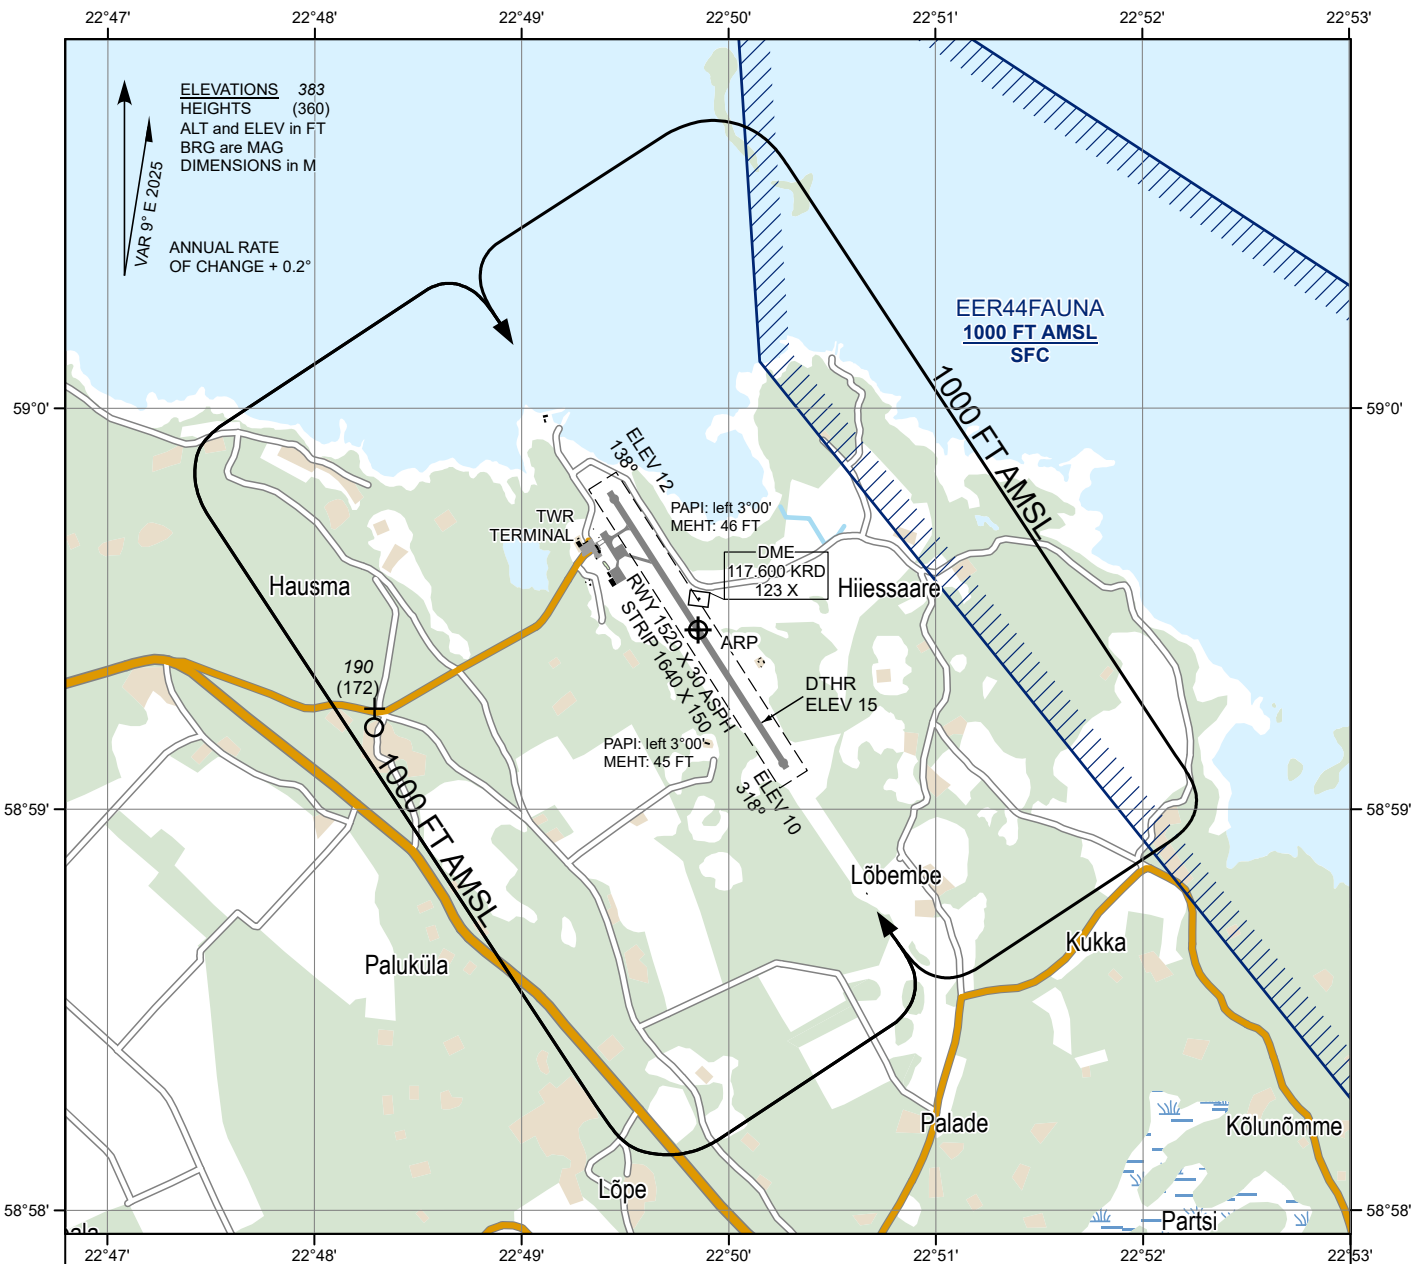 22°47'
22°48'
22°49'
22°50'
22°51'
22°52'
22°53'
ELEVATIONS 383
HEIGHTS (360)
ALT and ELEV in FT
BRG are MAG
DIMENSIONS in M
VAR 9° E 2025
ANNUAL RATE
OF CHANGE + 0.2°
EER44FAUNA
1000 FT AMSL
SFC
1000 FT AMSL
59°0'
59°0'
ELEV 12
138°
PAPI: left 3°00'
MEHT: 46 FT
TWR
TERMINAL
DME
117.600 KRD
123 X
Hausma
Hiiessaare
RWY 1520 X 30 ASPH
STRIP 1640 X 150
ARP
190
(172)
DTHR
ELEV 15
PAPI: left 3°00'
MEHT: 45 FT
ELEV 10
318°
1000 FT AMSL
58°59'
58°59'
Lõbembe
Kukka
Paluküla
Palade
Kõlunõmme
Lõpe
Partsi
58°58'
58°58'
22°47'
22°48'
22°49'
22°50'
22°51'
22°52'
22°53'